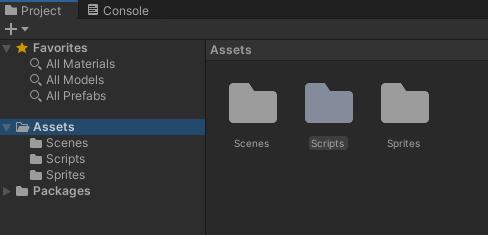 Project
Console
Favorites
All Materials
All Models
All Prefabs
Assets
Scenes
Scripts
Sprites
Packages
Assets
Scenes
Scripts
Sprites